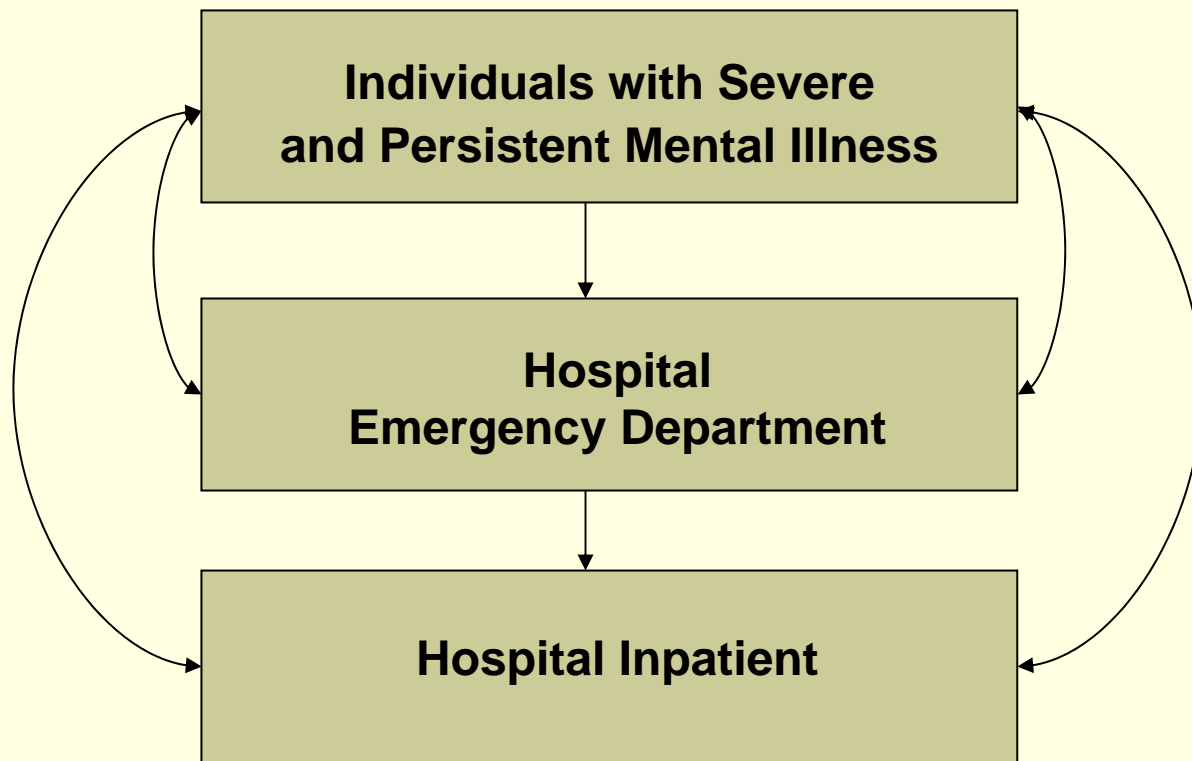 Individuals with Severe
and Persistent Mental Illness
Hospital
Emergency Department
Hospital Inpatient